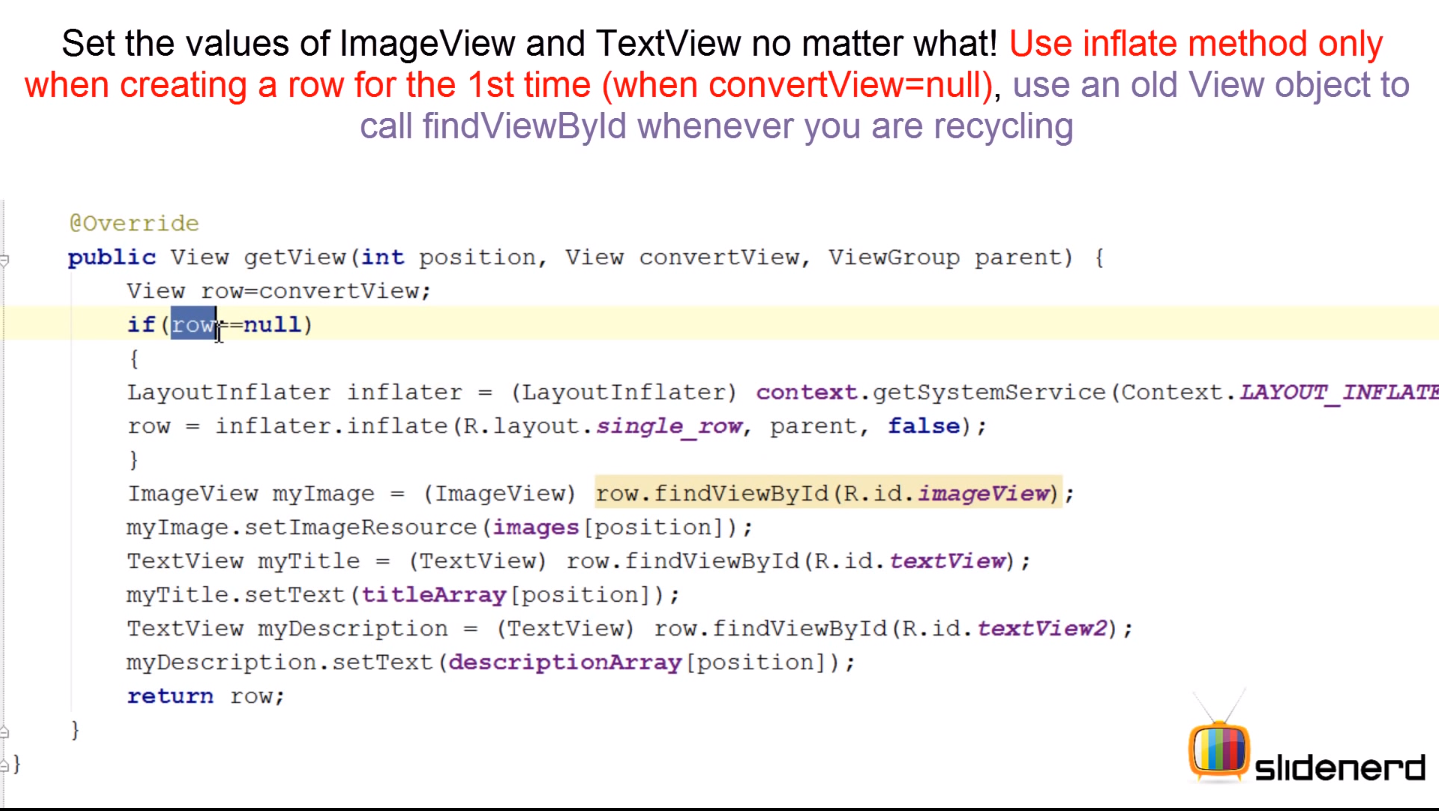 Set the values of ImageView and TextView no matter what! Use inflate method only
when creating a row for the 1st time (when convertView=null), use an old View object to
call findViewById whenever you are recycling
@Override
public View getView(int position, View convertView, ViewGroup parent) {
View row=convertView;
if(row==null)
{
LayoutInflater inflater = (LayoutInflater) context.getSystemService(Context.LAYOUT_INFLATE
row = inflater.inflate(R.layout.single_row, parent, false);
}
ImageView myImage = (ImageView) row.findViewById(R.id.imageView);
myImage.setImageResource(images[position]);
TextView myTitle = (TextView) row.findViewById(R.id.textView);
myTitle.setText(titleArray[position]);
TextView myDescription = (TextView) row.findViewById(R.id.textView2);
myDescription.setText(descriptionArray[position]);
return row;
}
}
slidenerd